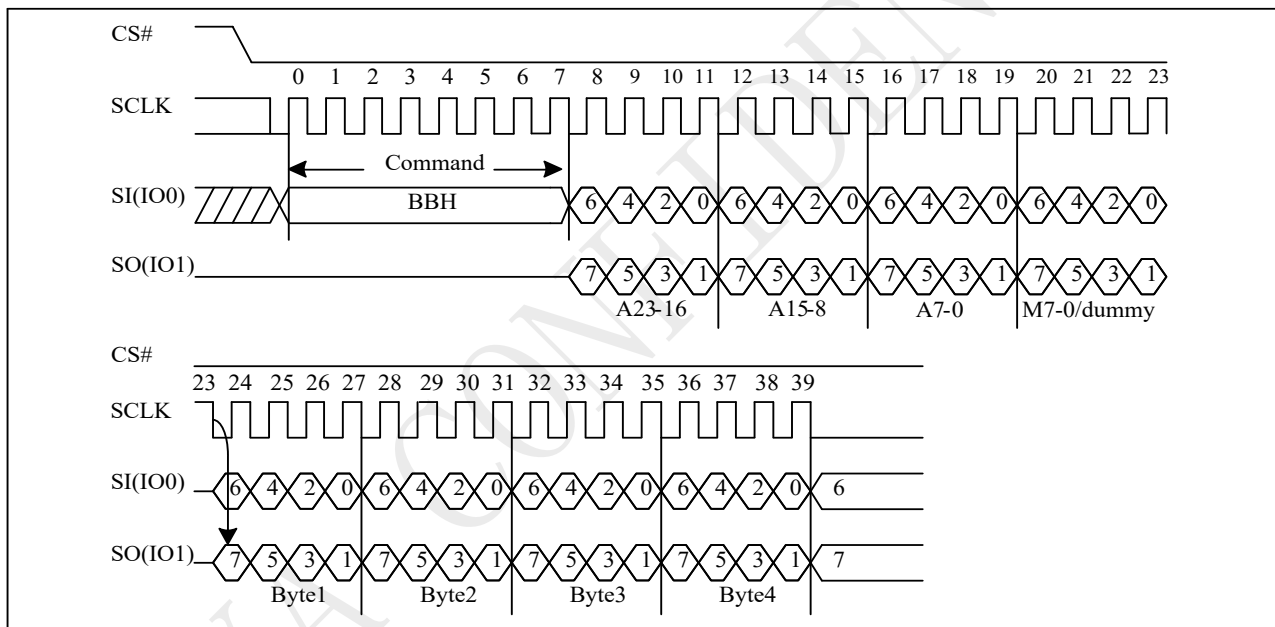 CS#
0 1 2 3 4 5 6 7 8 9 10 11 12 13 14 15 16 17 18 19 20 21 22 23
SCLK
Command
SI(IO0) BBH 6 4 2 0 6 4 2 0 6 4 2 0 6 4 2 0
SO(IO1) 7 5 3 1 7 5 3 1 7 5 3 1 7 5 3 1
A23-16 A15-8 A7-0 M7-0/dummy
CS#
23 24 25 26 27 28 29 30 31 32 33 34 35 36 37 38 39
SCLK
SI(IO0) 6 4 2 0 6 4 2 0 6 4 2 0 6 4 2 0 6
SO(IO1) 7 5 3 1 7 5 3 1 7 5 3 1 7 5 3 1 7
Byte1 Byte2 Byte3 Byte4